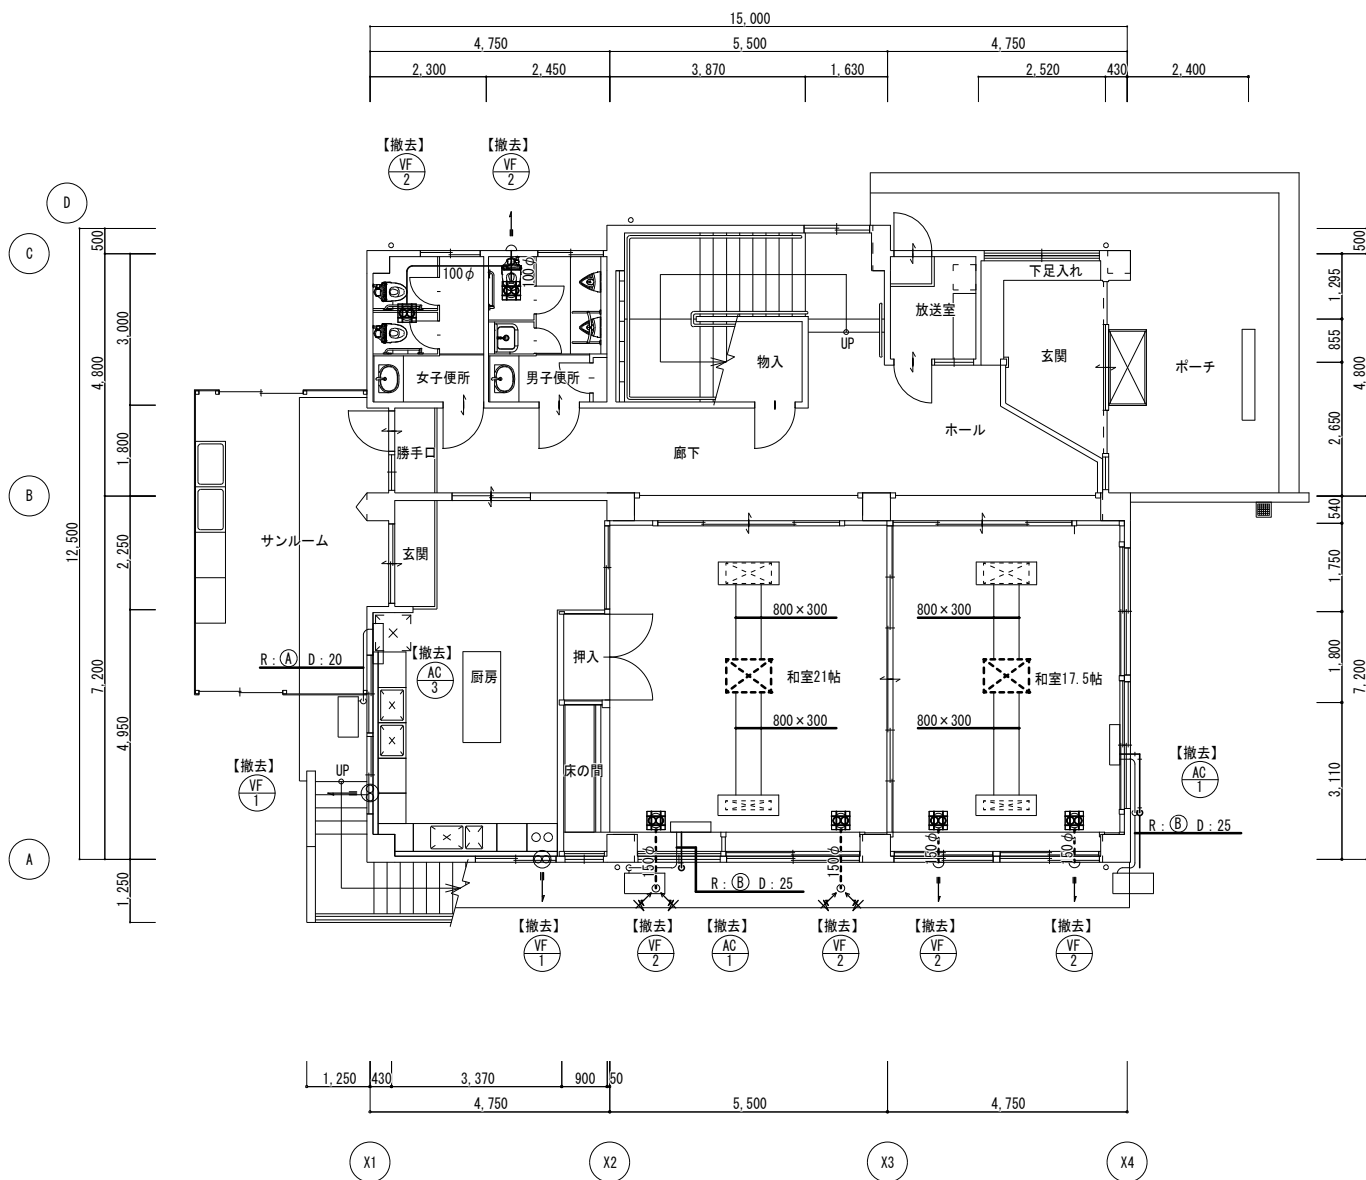 15,000
4,750
5,500
4,750
2,300
2,450
3,870
1,630
2,520
430
2,400
【撤去】
VF
2
【撤去】
VF
2
D
C
B
A
500
3,000
1,800
2,250
4,950
1,250
4,800
7,200
12,500
500
1,295
855
2,650
540
1,750
1,800
3,110
4,800
7,200
100φ
100φ
下足入れ
放送室
玄関
ポーチ
UP
物入
女子便所
男子便所
ホール
勝手口
廊下
サンルーム
玄関
800×300
800×300
R:Ⓐ D:20
【撤去】
AC
3
厨房
押入
和室21帖
和室17.5帖
800×300
800×300
床の間
【撤去】
VF
1
UP
【撤去】
AC
1
R:Ⓑ D:25
150φ
150φ
150φ
150φ
R:Ⓑ D:25
【撤去】
VF
1
【撤去】
VF
2
【撤去】
AC
1
【撤去】
VF
2
【撤去】
VF
2
【撤去】
VF
2
1,250
430
3,370
900
50
4,750
5,500
4,750
X1
X2
X3
X4